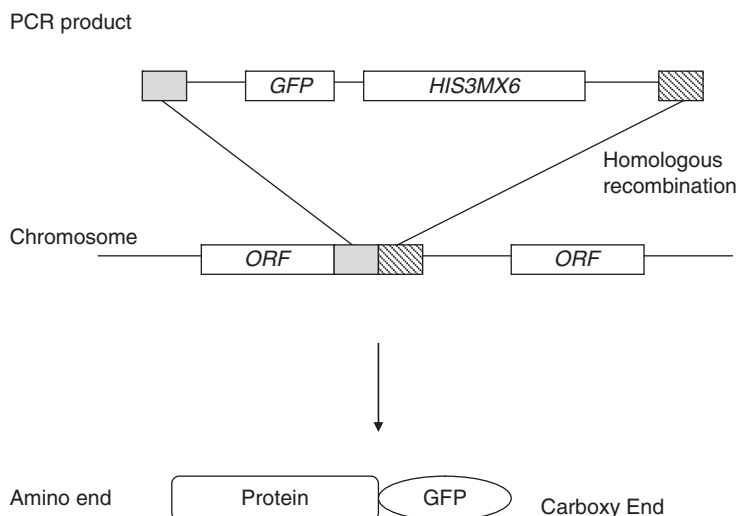 PCR product
GFP
HIS3MX6
Homologous
recombination
Chromosome
ORF
ORF
Amino end
Protein
GFP
Carboxy End